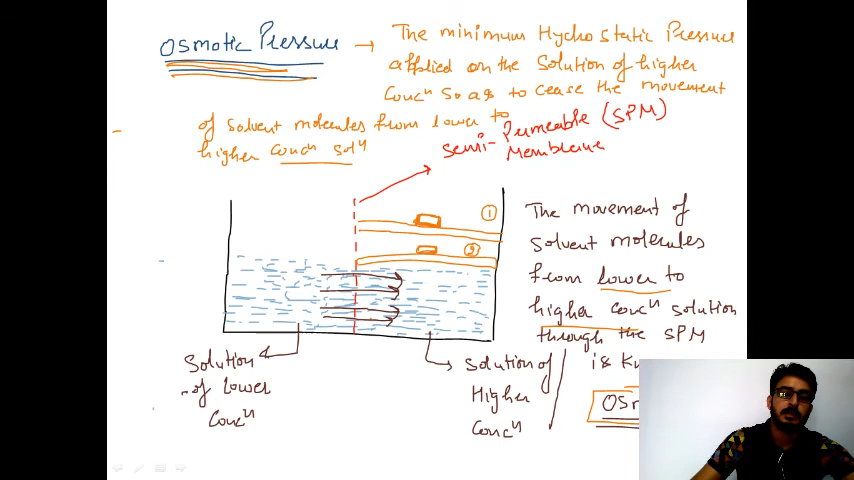 Osmotic Pressure → The minimum Hydrostatic Pressure
applied on the Solution of higher
Concⁿ so as to cease the movement
of solvent molecules from lower to
higher concⁿ solⁿ
Semi-Permeable (SPM)
Membrane
①
②
The movement of
solvent molecules
from lower to
higher concⁿ solution
through the SPM
is
Solution
of lower
Concⁿ
Solution of
Higher
Concⁿ